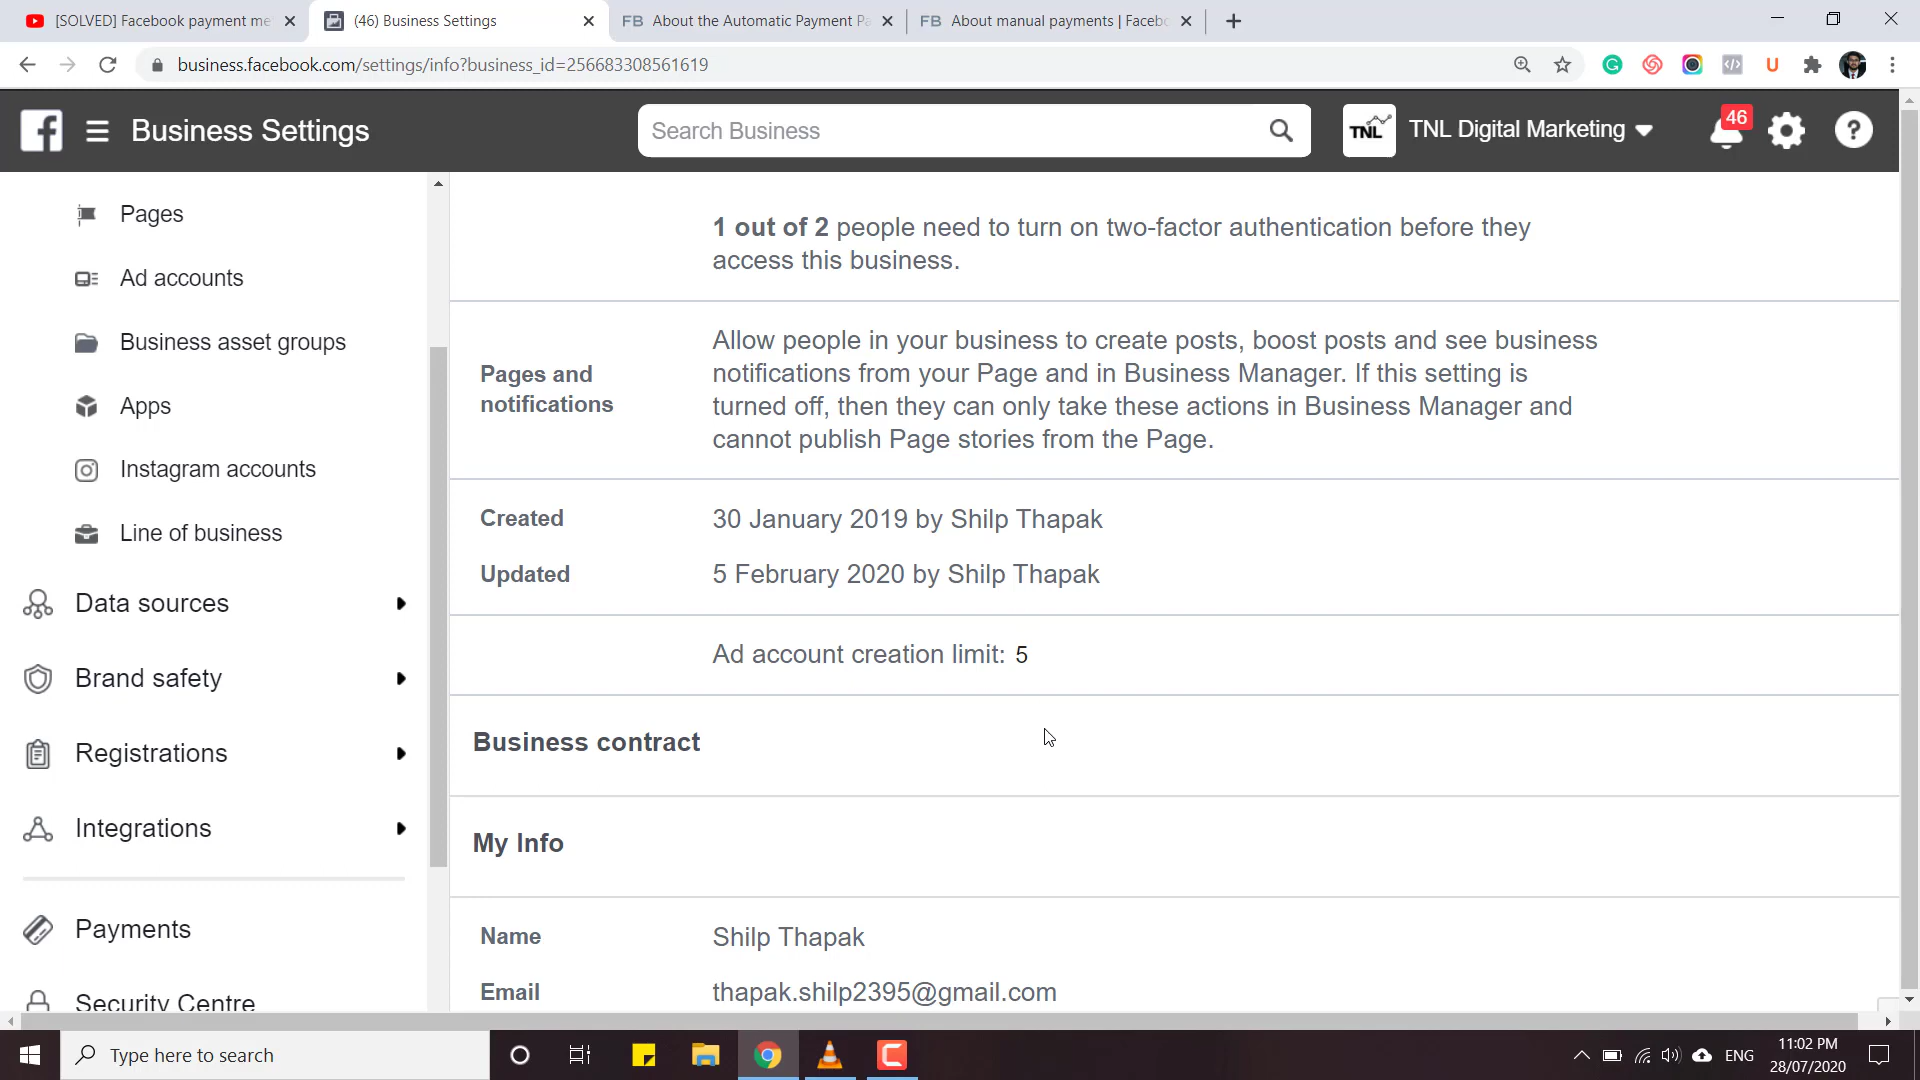 [SOLVED] Facebook payment me
(46) Business Settings
FB About the Automatic Payment Pa
FB About manual payments | Facebo
business.facebook.com/settings/info?business_id=256683308561619
Business Settings
Search Business
TNL
TNL Digital Marketing
46
Pages
Ad accounts
Business asset groups
Apps
Instagram accounts
Line of business
Data sources
Brand safety
Registrations
Integrations
Payments
Security Centre
1 out of 2 people need to turn on two-factor authentication before they
access this business.
Pages and
notifications
Allow people in your business to create posts, boost posts and see business
notifications from your Page and in Business Manager. If this setting is
turned off, then they can only take these actions in Business Manager and
cannot publish Page stories from the Page.
Created 30 January 2019 by Shilp Thapak
Updated 5 February 2020 by Shilp Thapak
Ad account creation limit: 5
Business contract
My Info
Name Shilp Thapak
Email thapak.shilp2395@gmail.com
Type here to search
ENG
11:02 PM
28/07/2020